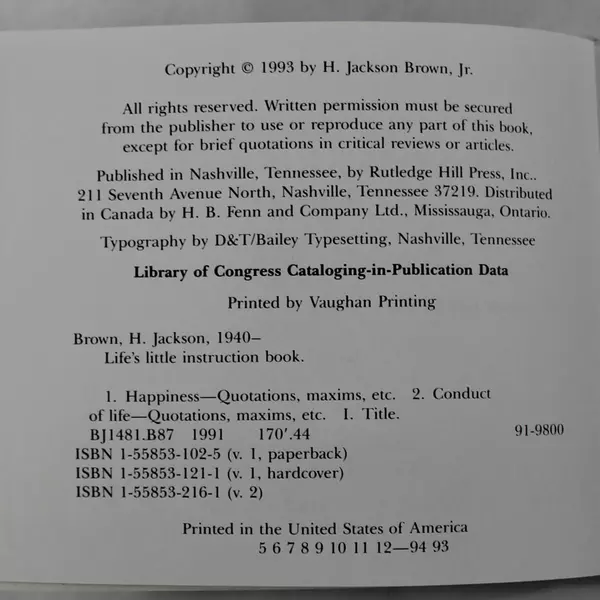 Copyright © 1993 by H. Jackson Brown, Jr.
All rights reserved. Written permission must be secured
from the publisher to use or reproduce any part of this book,
except for brief quotations in critical reviews or articles.
Published in Nashville, Tennessee, by Rutledge Hill Press, Inc..
211 Seventh Avenue North, Nashville, Tennessee 37219. Distributed
in Canada by H. B. Fenn and Company Ltd., Mississauga, Ontario.
Typography by D&T/Bailey Typesetting, Nashville, Tennessee
Library of Congress Cataloging-in-Publication Data
Printed by Vaughan Printing
Brown, H. Jackson, 1940–
Life's little instruction book.
1. Happiness—Quotations, maxims, etc. 2. Conduct
of life—Quotations, maxims, etc. I. Title.
BJ1481.B87 1991 170′.44 91-9800
ISBN 1-55853-102-5 (v. 1, paperback)
ISBN 1-55853-121-1 (v. 1, hardcover)
ISBN 1-55853-216-1 (v. 2)
Printed in the United States of America
5 6 7 8 9 10 11 12—94 93